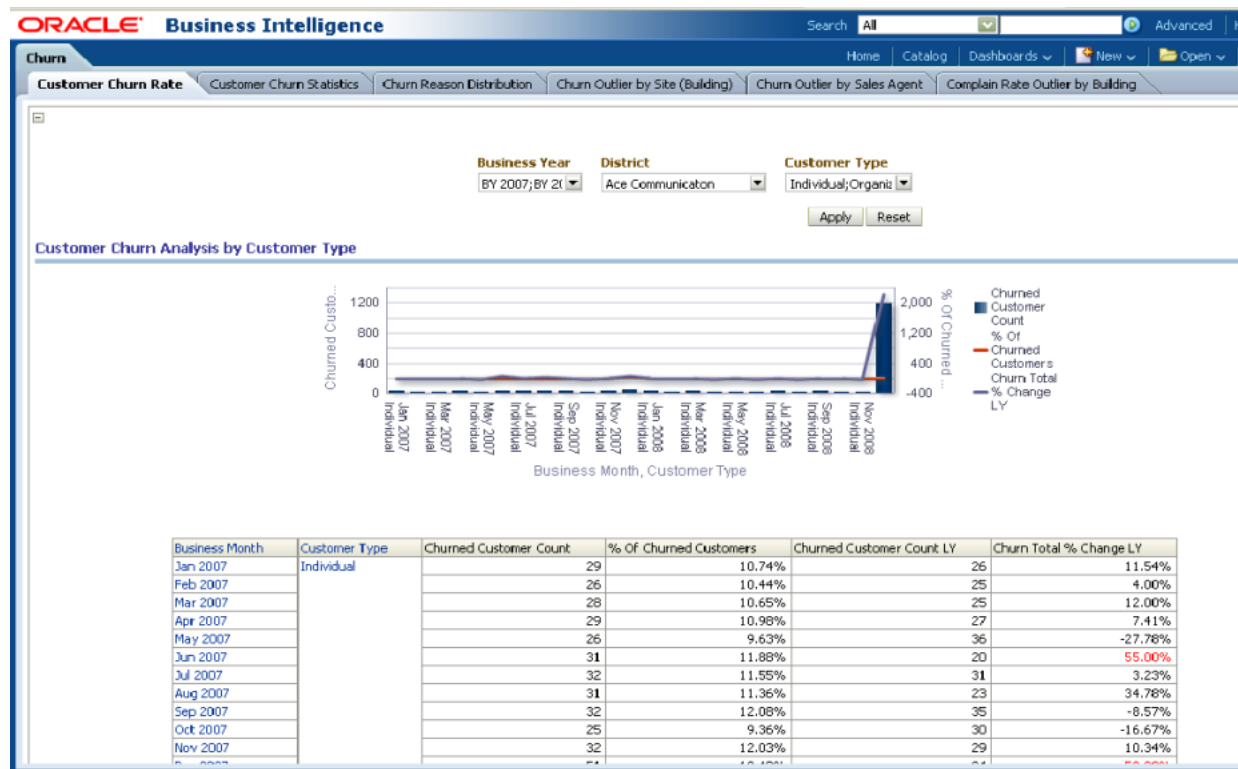 ORACLE Business Intelligence
Search All Advanced
Churn
Home Catalog Dashboards New Open
Customer Churn Rate Customer Churn Statistics Churn Reason Distribution Churn Outlier by Site (Building) Churn Outlier by Sales Agent Complain Rate Outlier by Building
Business Year District Customer Type
BY 2007;BY 2( Ace Communicaton Individual;Organiz
Apply Reset
Customer Churn Analysis by Customer Type
Churned Custo...
1200
800
400
0
2,000
1,200
400
-400
% Of Churned ...
Churned Customer Count
% Of Churned Customers
Churn Total % Change LY
Individual Jan 2007
Individual Mar 2007
Individual May 2007
Individual Jul 2007
Individual Sep 2007
Individual Nov 2007
Individual Jan 2008
Individual Mar 2008
Individual May 2008
Individual Jul 2008
Individual Sep 2008
Individual Nov 2008
Business Month, Customer Type
Business Month Customer Type Churned Customer Count % Of Churned Customers Churned Customer Count LY Churn Total % Change LY
Jan 2007 Individual 29 10.74% 26 11.54%
Feb 2007 26 10.44% 25 4.00%
Mar 2007 28 10.65% 25 12.00%
Apr 2007 29 10.98% 27 7.41%
May 2007 26 9.63% 36 -27.78%
Jun 2007 31 11.88% 20 55.00%
Jul 2007 32 11.55% 31 3.23%
Aug 2007 31 11.36% 23 34.78%
Sep 2007 32 12.08% 35 -8.57%
Oct 2007 25 9.36% 30 -16.67%
Nov 2007 32 12.03% 29 10.34%